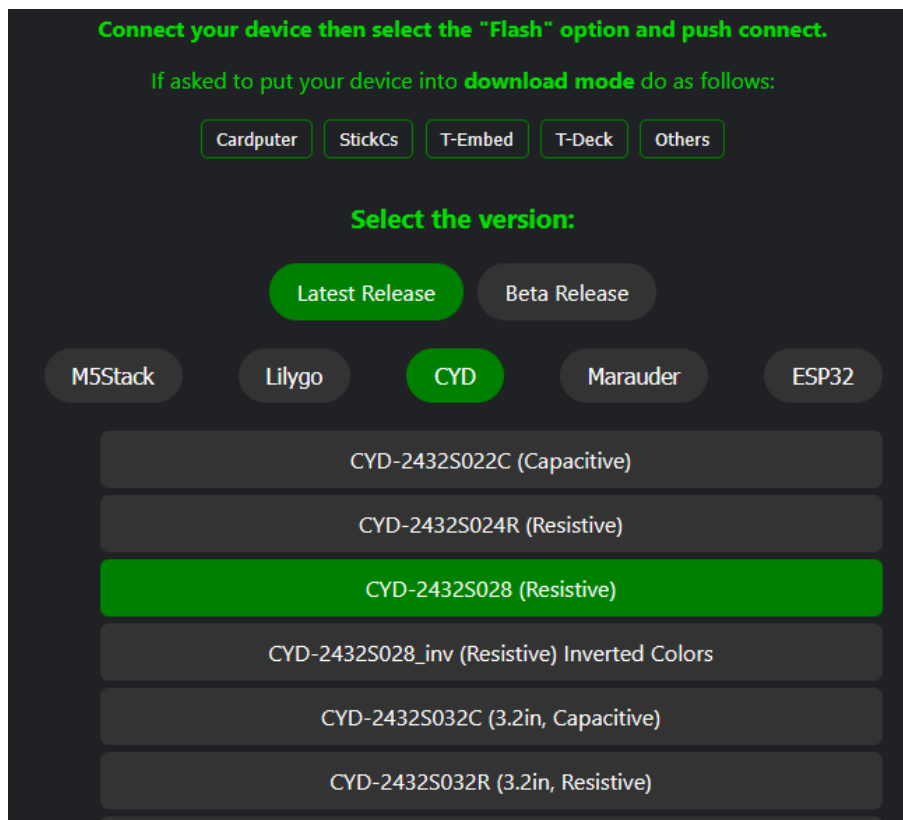 Connect your device then select the "Flash" option and push connect.
If asked to put your device into download mode do as follows:
Cardputer StickCs T-Embed T-Deck Others
Select the version:
Latest Release Beta Release
M5Stack Lilygo CYD Marauder ESP32
CYD-2432S022C (Capacitive)
CYD-2432S024R (Resistive)
CYD-2432S028 (Resistive)
CYD-2432S028_inv (Resistive) Inverted Colors
CYD-2432S032C (3.2in, Capacitive)
CYD-2432S032R (3.2in, Resistive)